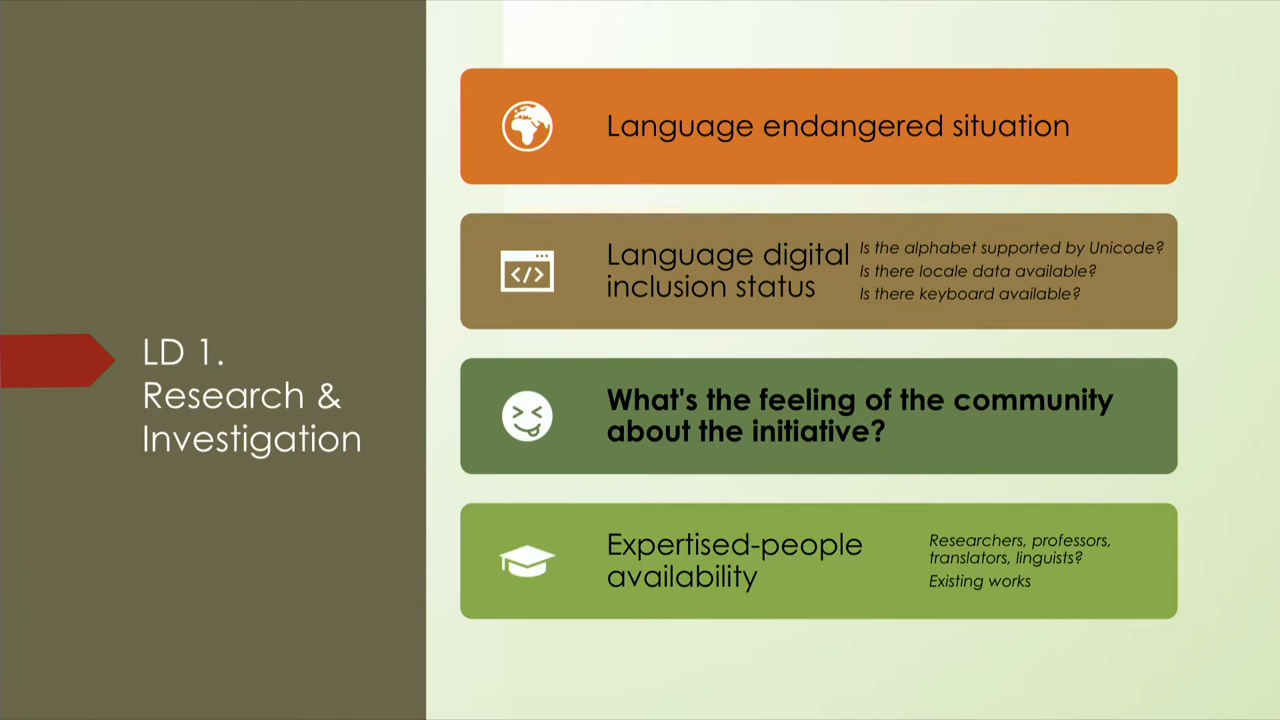 LD 1.
Research &
Investigation
Language endangered situation
Language digital
inclusion status
Is the alphabet supported by Unicode?
Is there locale data available?
Is there keyboard available?
What's the feeling of the community
about the initiative?
Expertised-people
availability
Researchers, professors,
translators, linguists?
Existing works